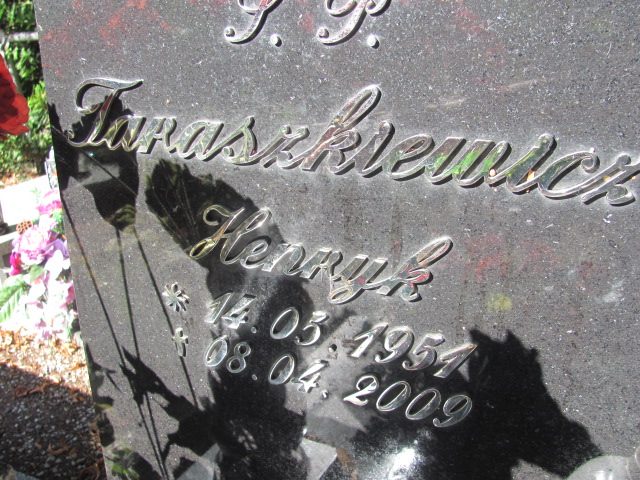 Ś. P.
Taraszkiewicz
Henryk
* 14. 05. 1951
† 08. 04. 2009